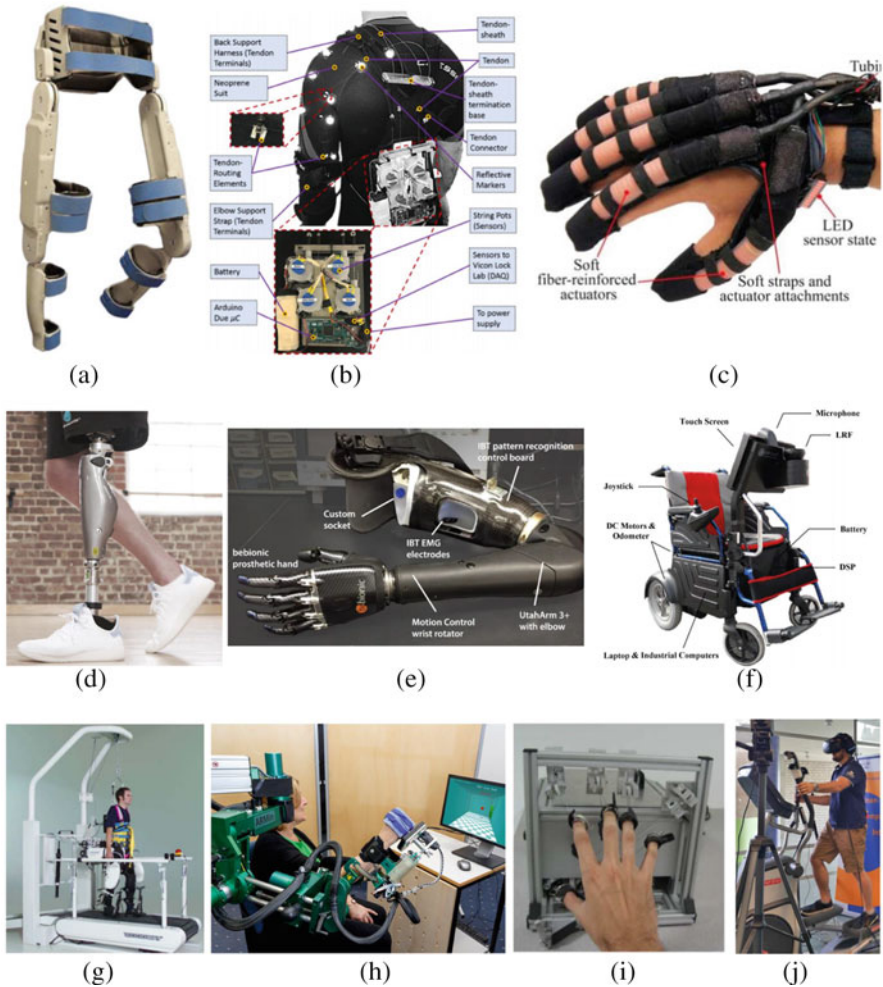 Back Support
Harness (Tendon
Terminals)
Neoprene
Suit
Tendon-
Routing
Elements
Elbow Support
Strap (Tendon
Terminals)
Battery
Arduino
Due μC
Tendon-
sheath
Tendon
Tendon-
sheath
termination
base
Tendon
Connector
Reflective
Markers
String Pots
(Sensors)
Sensors to
Vicon Lock
Lab (DAQ)
To power
supply
Tubi
LED
sensor state
Soft
fiber-reinforced
actuators
Soft straps and
actuator attachments
(a)
(b)
(c)
IBT pattern recognition
control board
Custom
socket
IBT EMG
electrodes
bebionic
prosthetic hand
Motion Control
wrist rotator
UtahArm 3+
with elbow
Microphone
Touch Screen
LRF
Joystick
DC Motors &
Odometer
Battery
DSP
Laptop & Industrial Computers
(d)
(e)
(f)
(g)
(h)
(i)
(j)